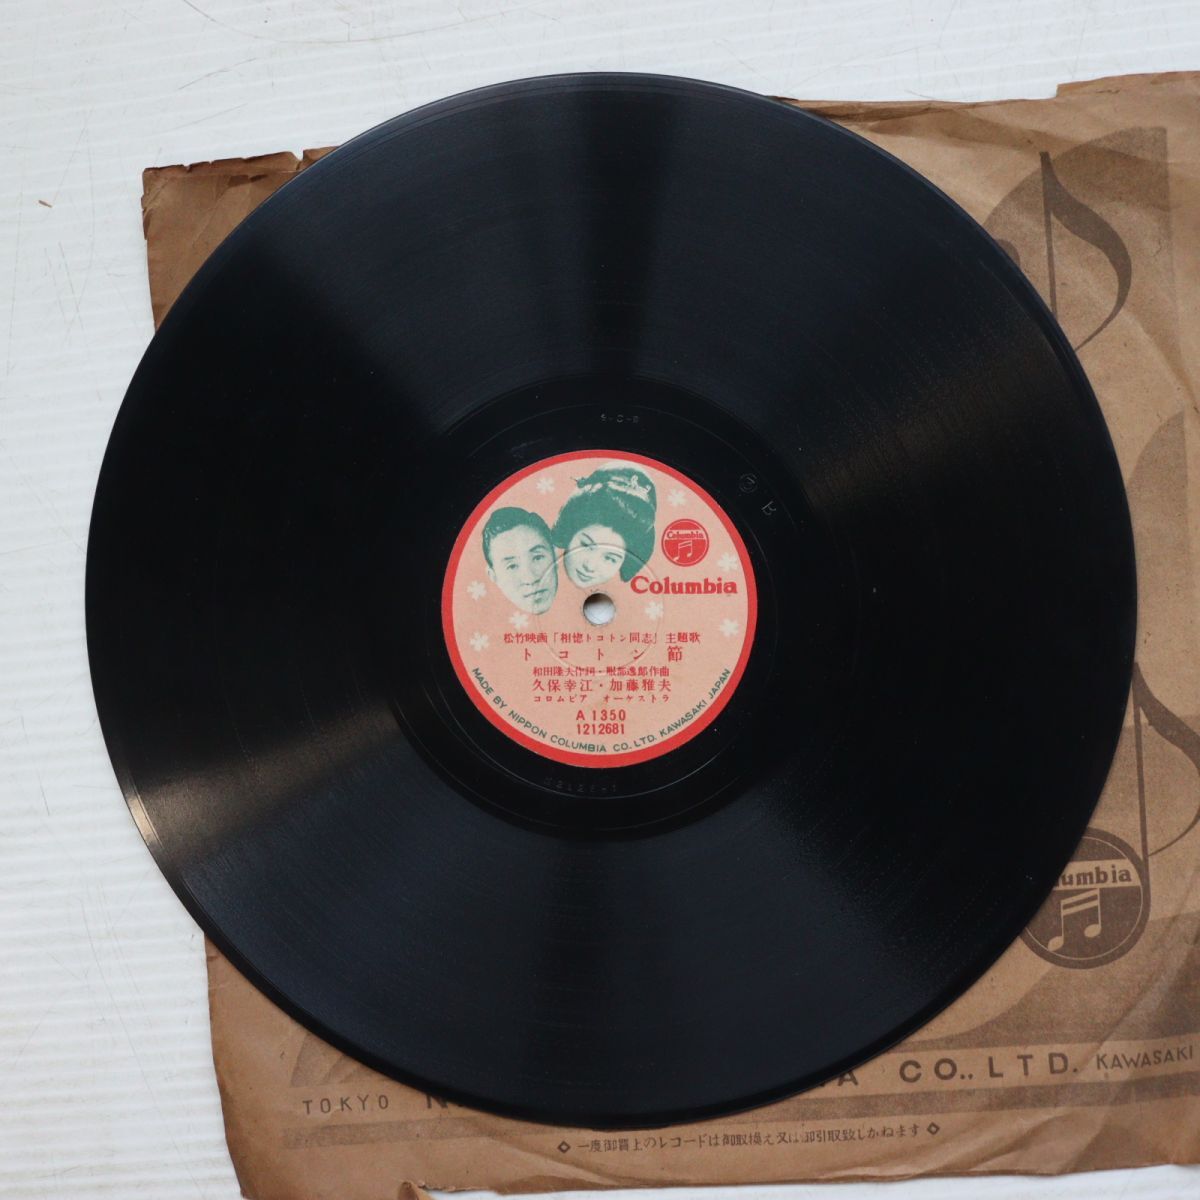 Columbia
Columbia
松竹映画「相惚トコトン同志」主題歌
トコトン節
和田隆夫作詞・服部逸郎作曲
久保幸江・加藤雅夫
コロムビア オーケストラ
A 1350
1212681
MADE BY NIPPON COLUMBIA CO., LTD. KAWASAKI JAPAN
umbia
TOKYO
CO., LTD. KAWASAKI
◇ 一度御買上のレコードは御取換え又は御引取致しかねます ◇